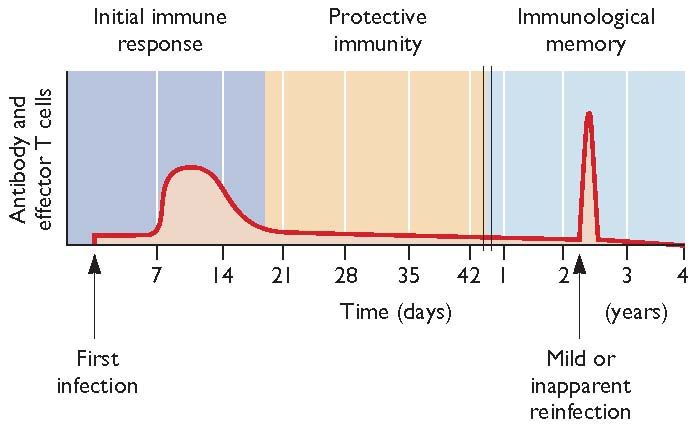 Initial immune
response
Protective
immunity
Immunological
memory
Antibody and
effector T cells
7 14 21 28 35 42 1 2 3 4
Time (days) (years)
First
infection
Mild or
inapparent
reinfection